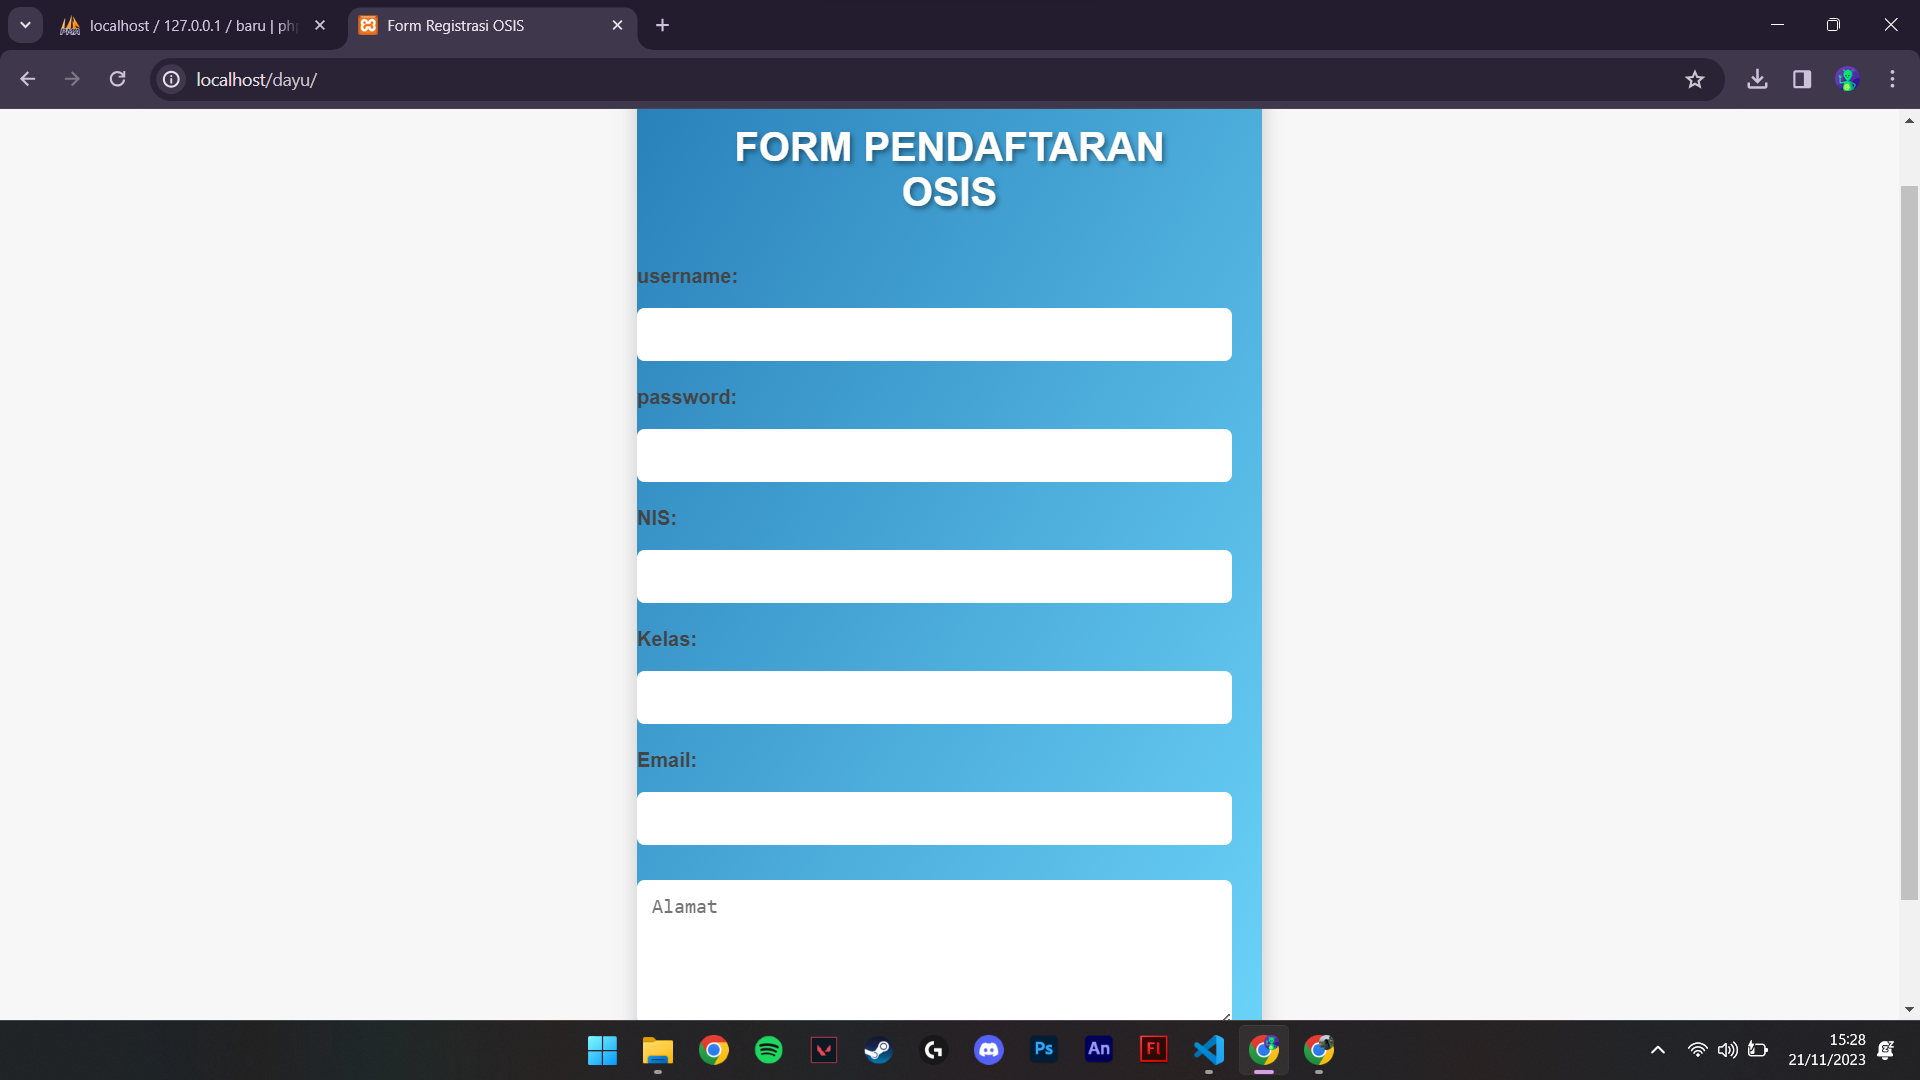 localhost / 127.0.0.1 / baru | ph
Form Registrasi OSIS
localhost/dayu/
FORM PENDAFTARAN
OSIS
username:
password:
NIS:
Kelas:
Email:
Alamat
Ps
An
Fl
15:28
21/11/2023